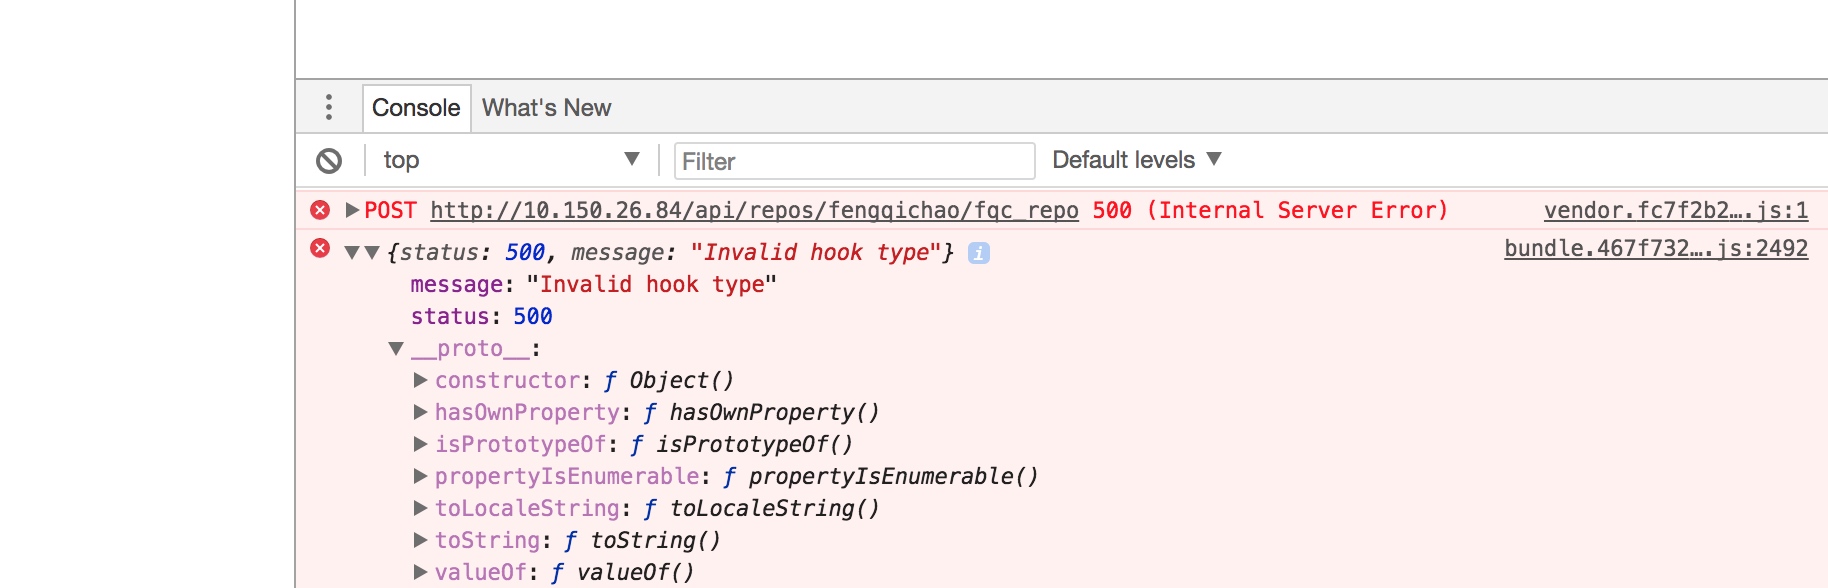 Console What's New
top Filter Default levels
POST http://10.150.26.84/api/repos/fengqichao/fqc_repo 500 (Internal Server Error) vendor.fc7f2b2….js:1
{status: 500, message: "Invalid hook type"} i bundle.467f732….js:2492
message: "Invalid hook type"
status: 500
__proto__:
constructor: ƒ Object()
hasOwnProperty: ƒ hasOwnProperty()
isPrototypeOf: ƒ isPrototypeOf()
propertyIsEnumerable: ƒ propertyIsEnumerable()
toLocaleString: ƒ toLocaleString()
toString: ƒ toString()
valueOf: ƒ valueOf()